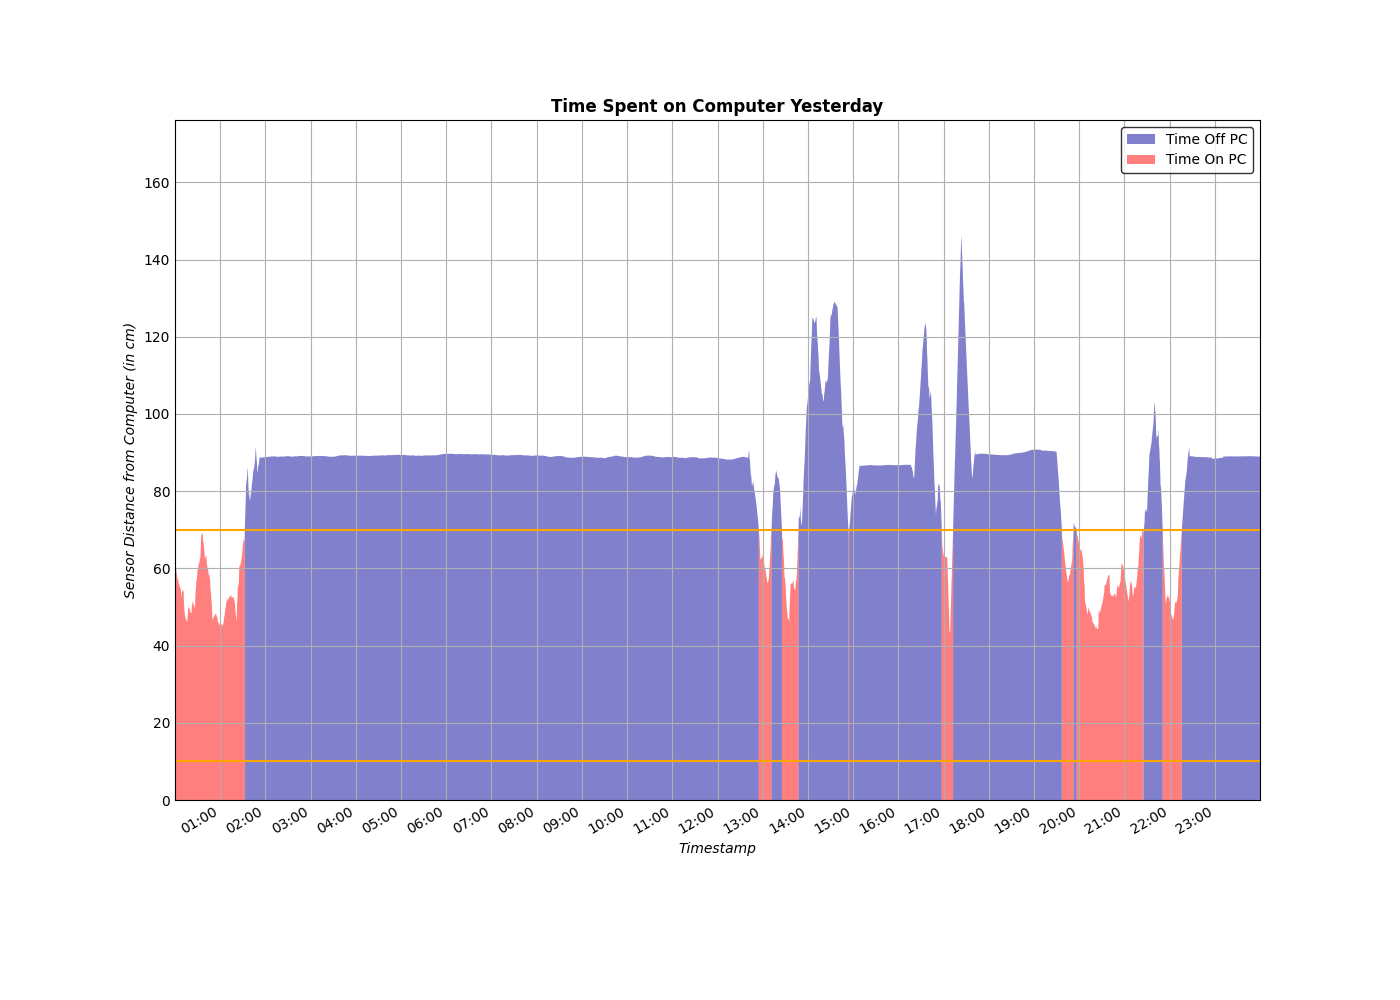 Time Spent on Computer Yesterday
Time Off PC
Time On PC
160
140
120
100
80
60
40
20
0
Sensor Distance from Computer (in cm)
01:00 02:00 03:00 04:00 05:00 06:00 07:00 08:00 09:00 10:00 11:00 12:00 13:00 14:00 15:00 16:00 17:00 18:00 19:00 20:00 21:00 22:00 23:00
Timestamp